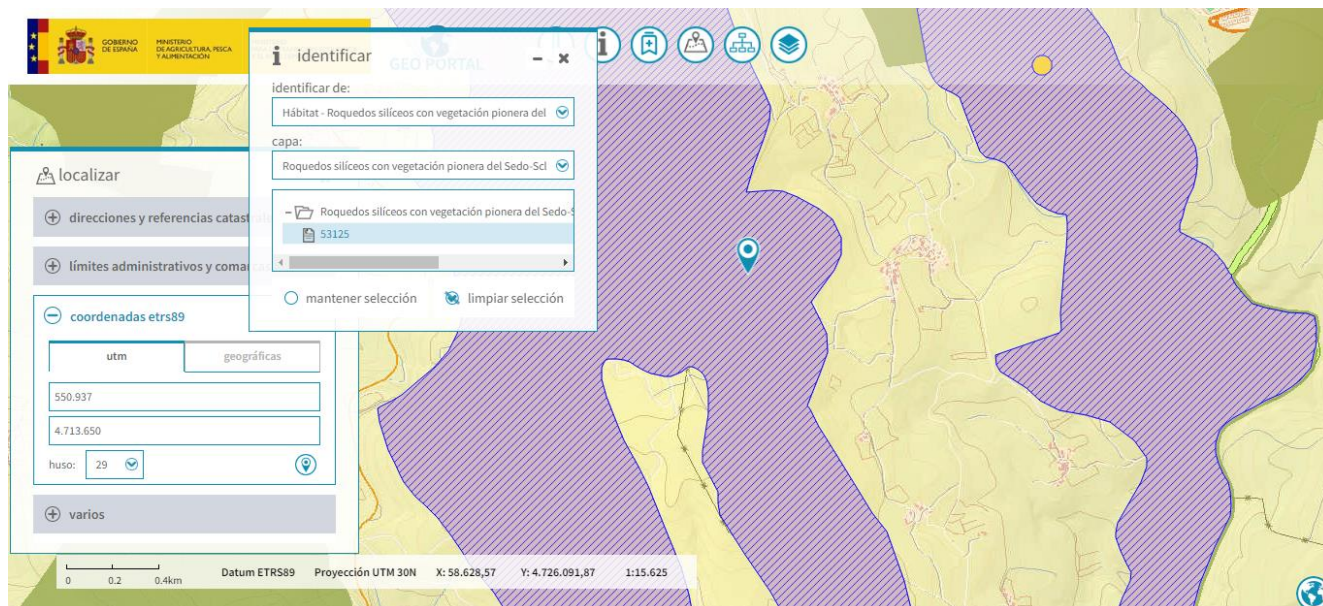 GOBIERNO
DE ESPAÑA
MINISTERIO
DE AGRICULTURA, PESCA
Y ALIMENTACIÓN
GEO PORTAL
identificar
identificar de:
Hábitat - Roquedos silíceos con vegetación pionera del
capa:
Roquedos silíceos con vegetación pionera del Sedo-Scl
Roquedos silíceos con vegetación pionera del Sedo-S
53125
mantener selección
limpiar selección
localizar
direcciones y referencias catast
límites administrativos y comar
coordenadas etrs89
utm
geográficas
550.937
4.713.650
huso:
29
varios
0 0.2 0.4km
Datum ETRS89 Proyección UTM 30N X: 58.628,57 Y: 4.726.091,87 1:15.625